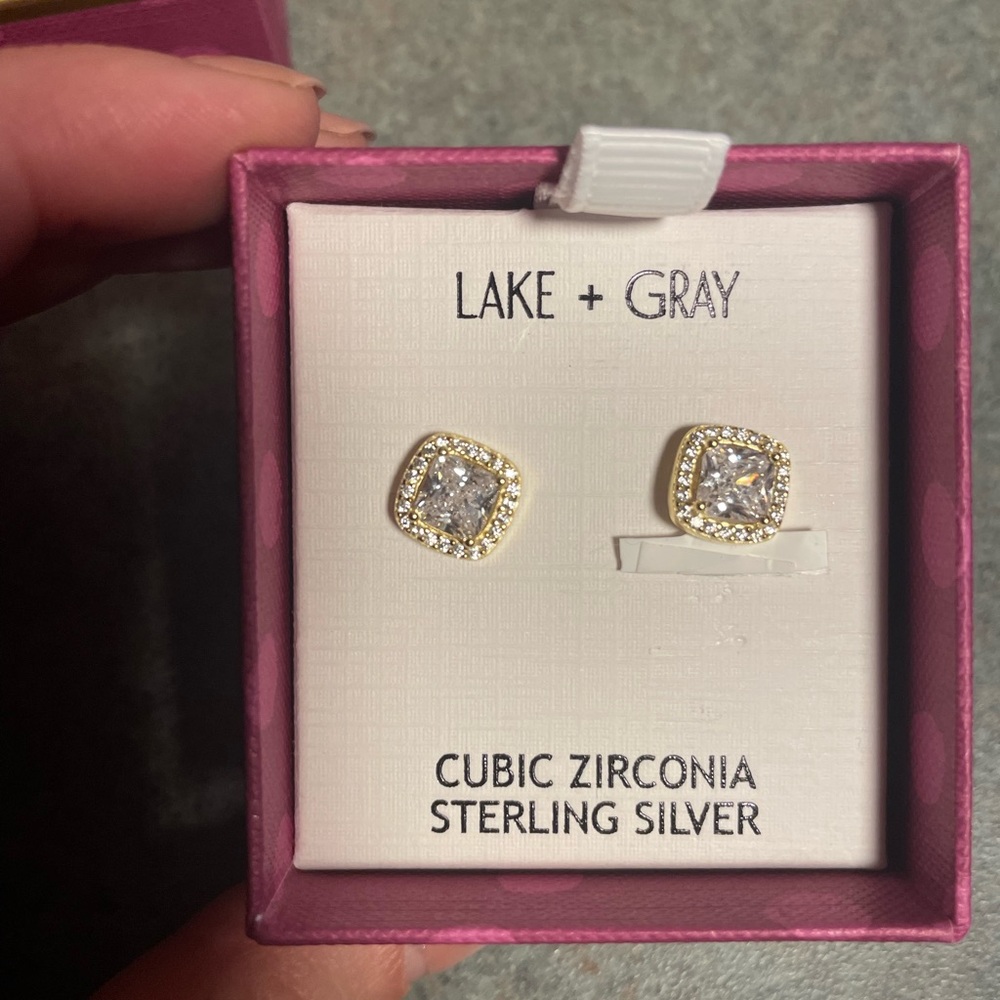 LAKE + GRAY
CUBIC ZIRCONIA
STERLING SILVER